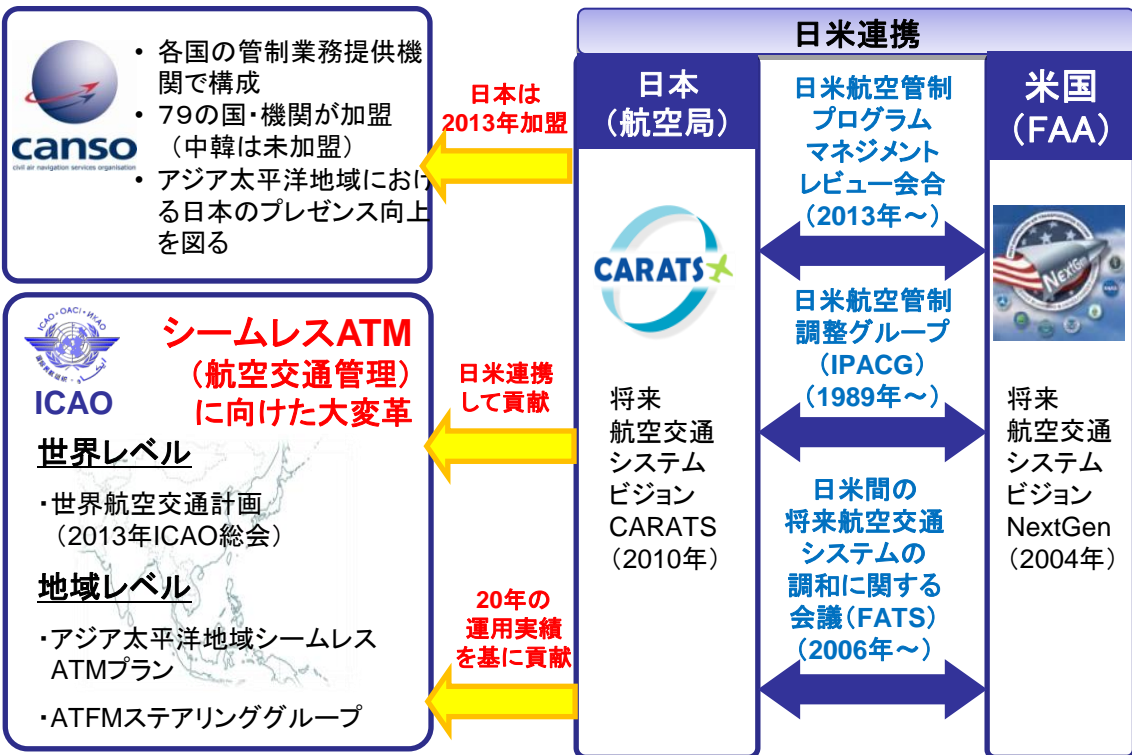 canso
civil air navigation services organisation
• 各国の管制業務提供機
関で構成
• 79の国・機関が加盟
（中韓は未加盟）
• アジア太平洋地域におけ
る日本のプレゼンス向上
を図る
日本は
2013年加盟
ICAO・OACI・ИКАО
ICAO
シームレスATM
（航空交通管理）
に向けた大変革
世界レベル
・世界航空交通計画
（2013年ICAO総会）
地域レベル
・アジア太平洋地域シームレス
ATMプラン
・ATFMステアリンググループ
日米連携
して貢献
20年の
運用実績
を基に貢献
日米連携
日本
（航空局）
CARATS
将来
航空交通
システム
ビジョン
CARATS
（2010年）
日米航空管制
プログラム
マネジメント
レビュー会合
（2013年～）
日米航空管制
調整グループ
（IPACG）
（1989年～）
日米間の
将来航空交通
システムの
調和に関する
会議（FATS）
（2006年～）
米国
（FAA）
NextGen
将来
航空交通
システム
ビジョン
NextGen
（2004年）